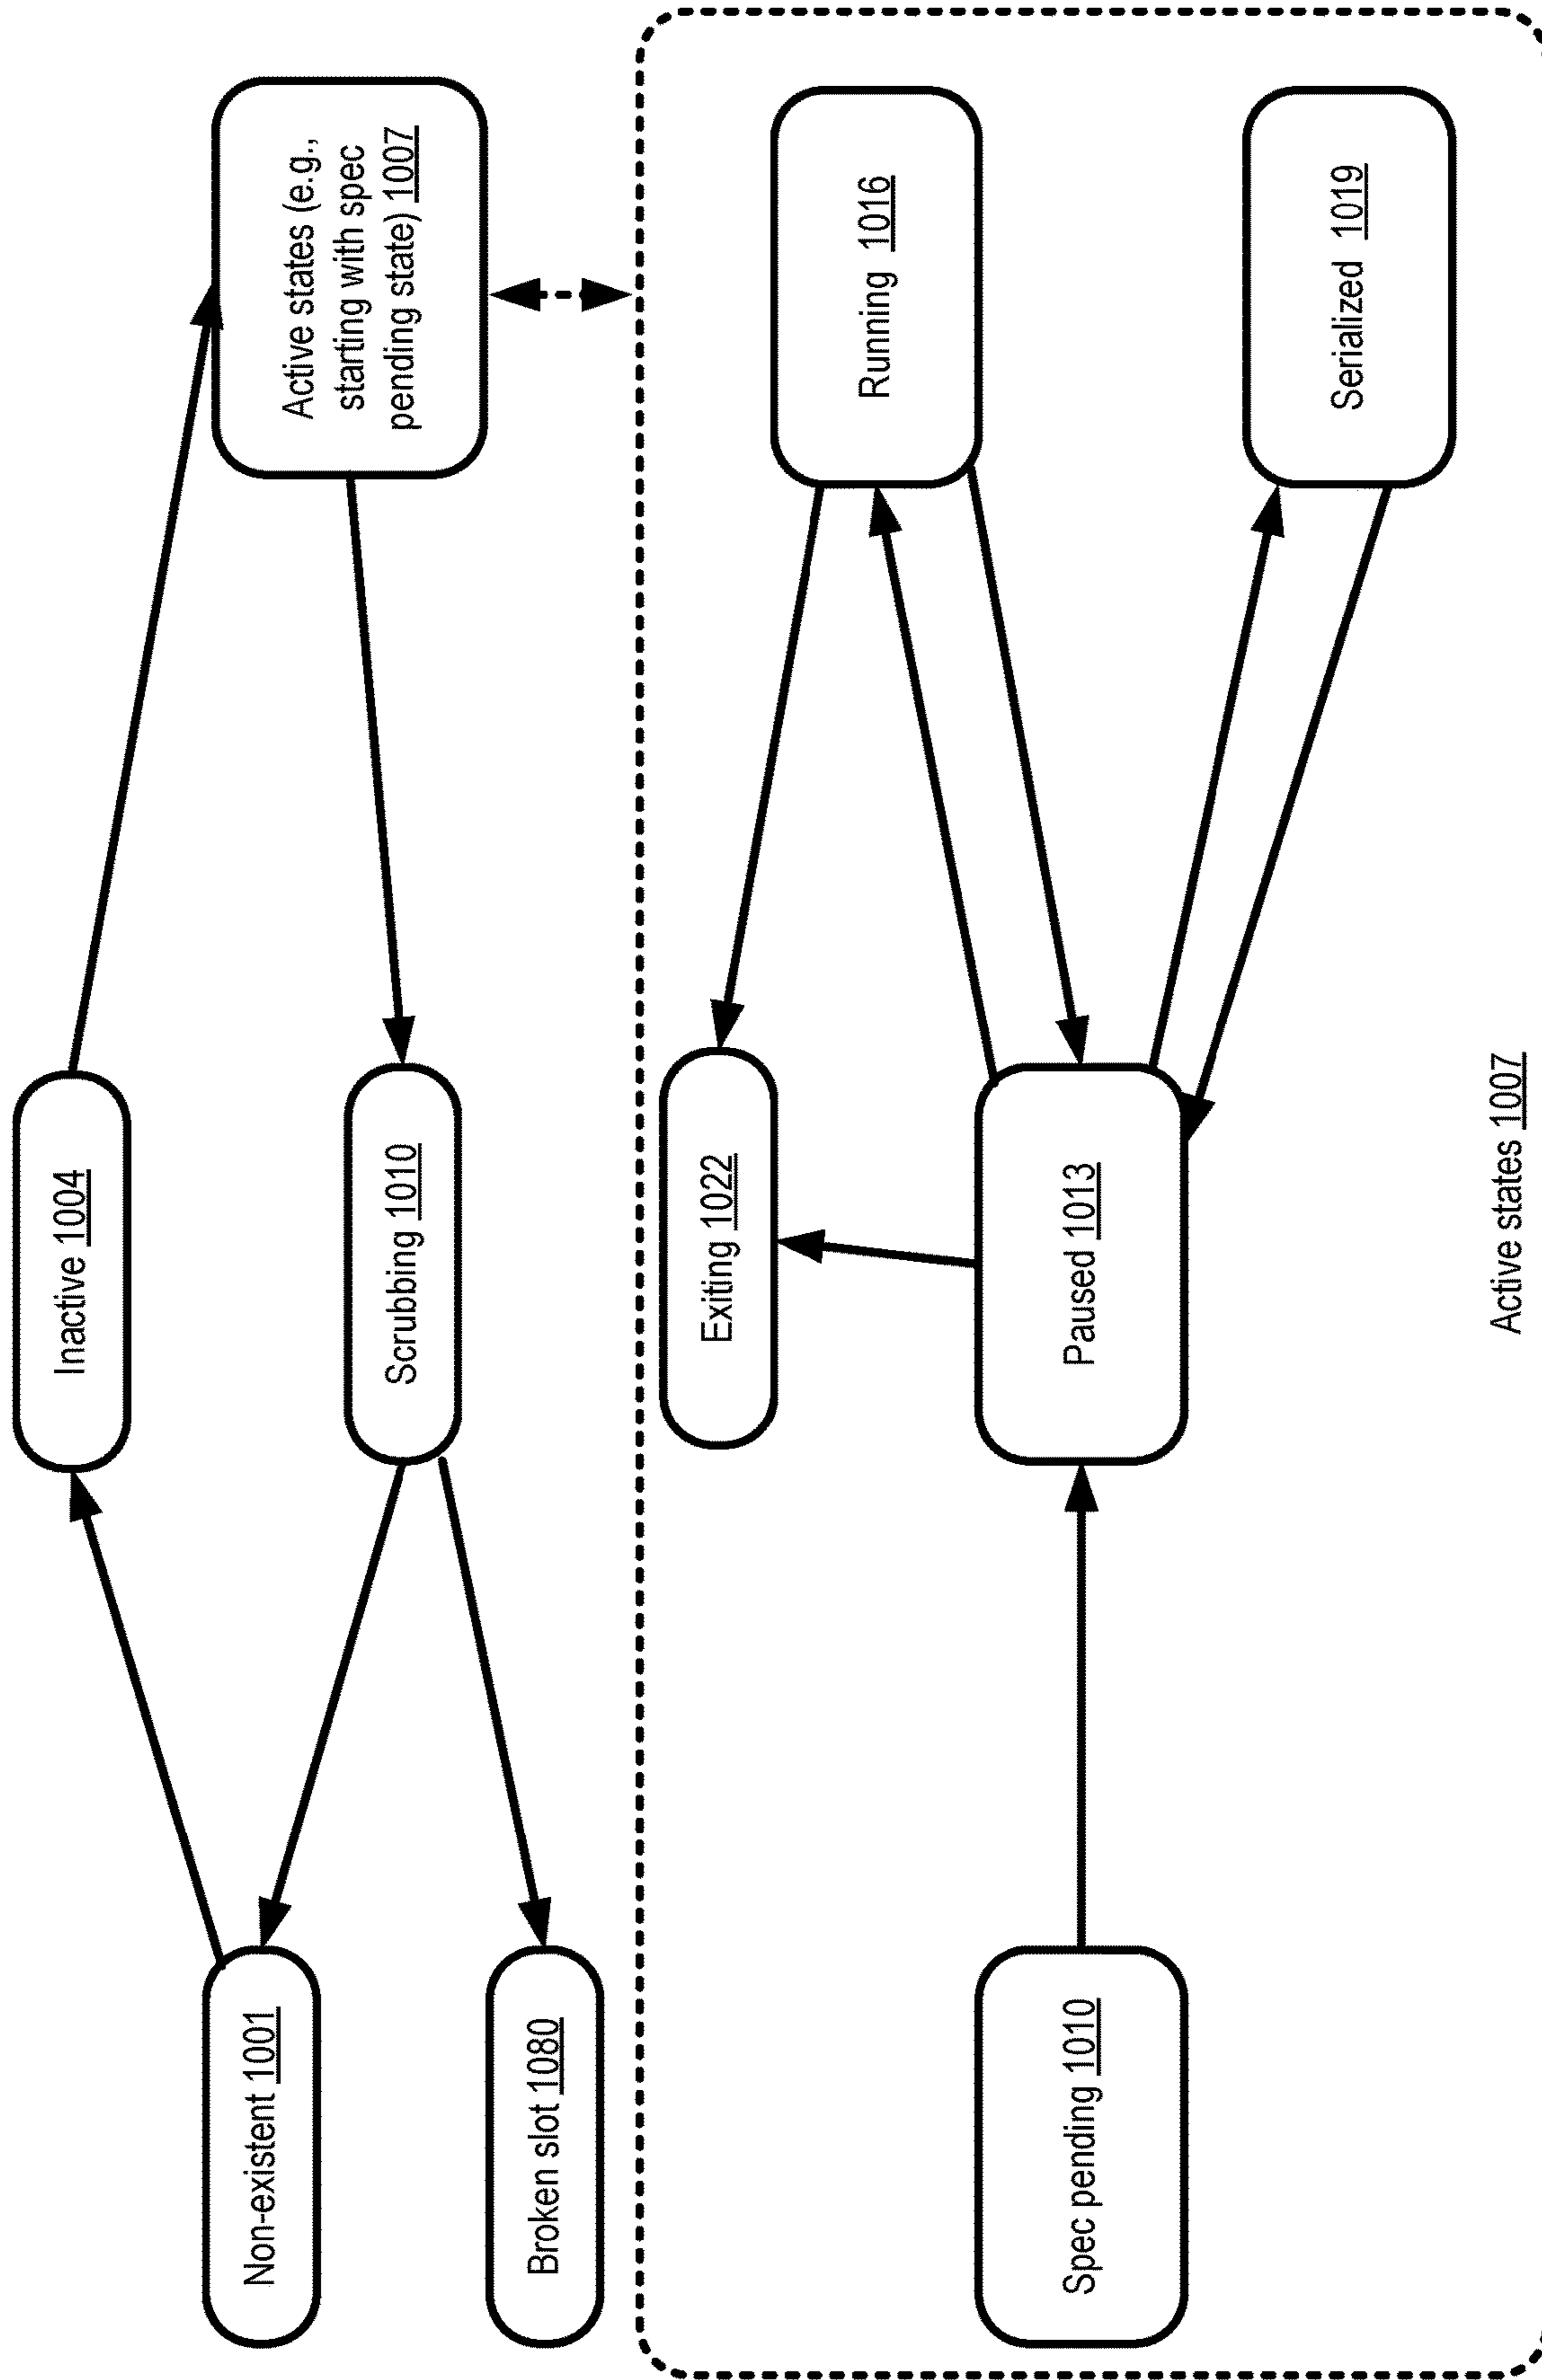 Non-existent 1001
Inactive 1004
Active states (e.g.,
starting with spec
pending state) 1007
Scrubbing 1010
Broken slot 1080
Exiting 1022
Running 1016
Spec pending 1010
Paused 1013
Serialized 1019
Active states 1007